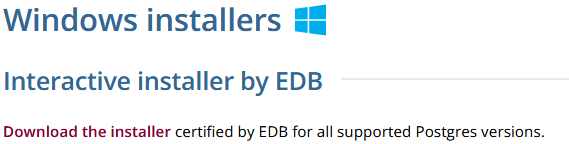 Windows installers
Interactive installer by EDB
Download the installer certified by EDB for all supported Postgres versions.